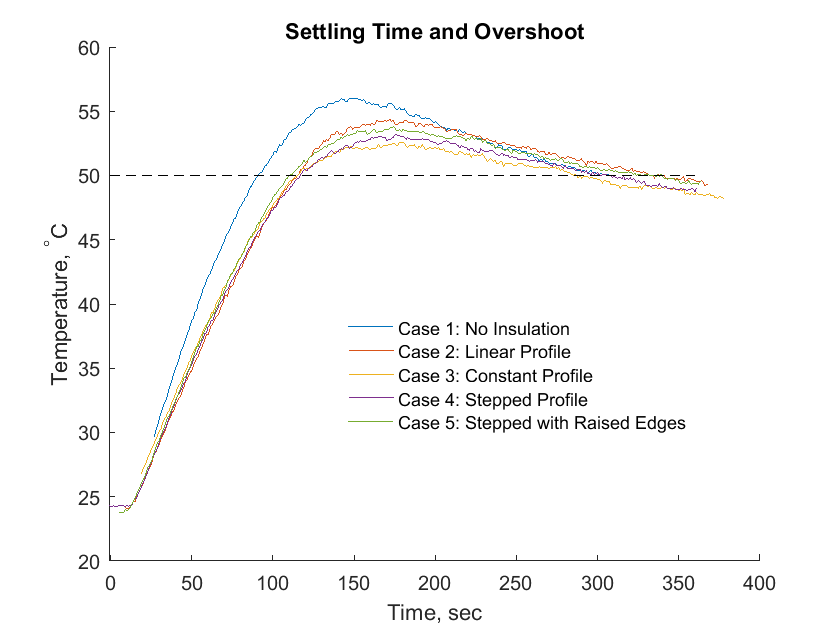 Settling Time and Overshoot
60
55
50
45
40
35
30
25
20
Temperature, °C
Case 1: No Insulation
Case 2: Linear Profile
Case 3: Constant Profile
Case 4: Stepped Profile
Case 5: Stepped with Raised Edges
0 50 100 150 200 250 300 350 400
Time, sec